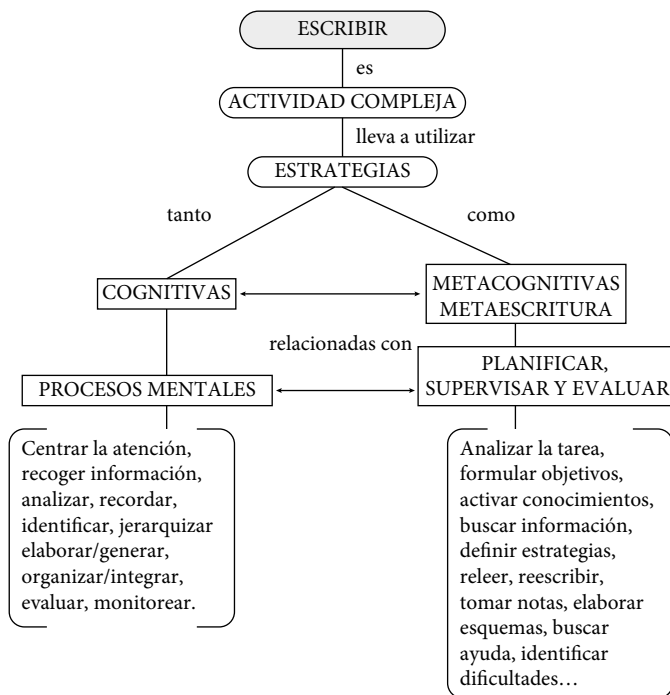 ESCRIBIR
es
ACTIVIDAD COMPLEJA
lleva a utilizar
ESTRATEGIAS
tanto
como
COGNITIVAS
METACOGNITIVAS
METAESCRITURA
relacionadas con
PROCESOS MENTALES
PLANIFICAR,
SUPERVISAR Y EVALUAR
Centrar la atención,
recoger información,
analizar, recordar,
identificar, jerarquizar
elaborar/generar,
organizar/integrar,
evaluar, monitorear.
Analizar la tarea,
formular objetivos,
activar conocimientos,
buscar información,
definir estrategias,
releer, reescribir,
tomar notas, elaborar
esquemas, buscar
ayuda, identificar
dificultades…